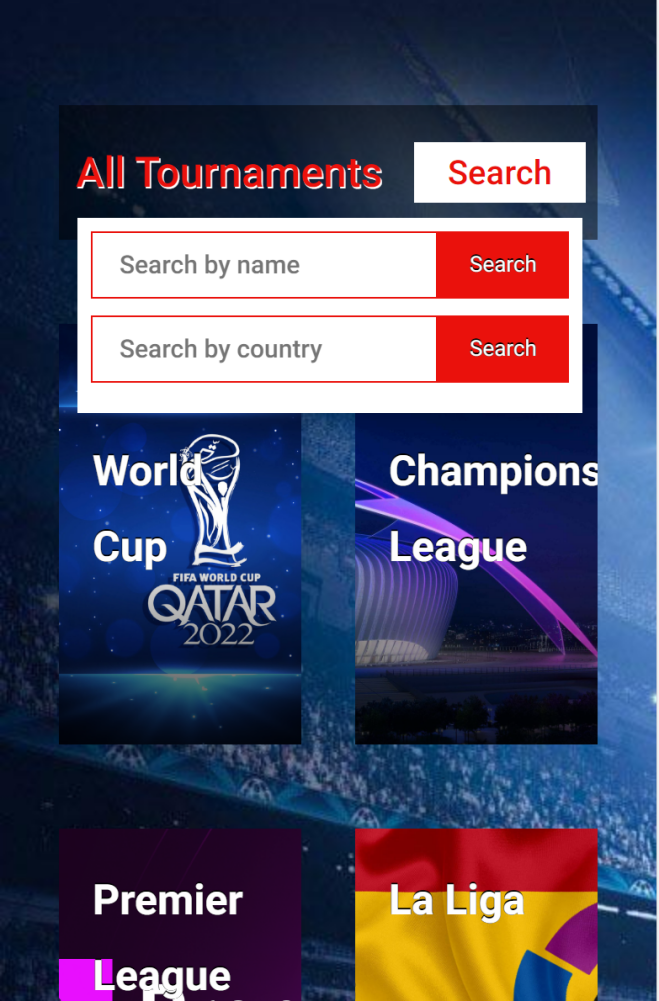 All Tournaments
Search
Search by name
Search
Search by country
Search
World
Cup
FIFA WORLD CUP
QATAR
2022
Champions
League
Premier
League
La Liga